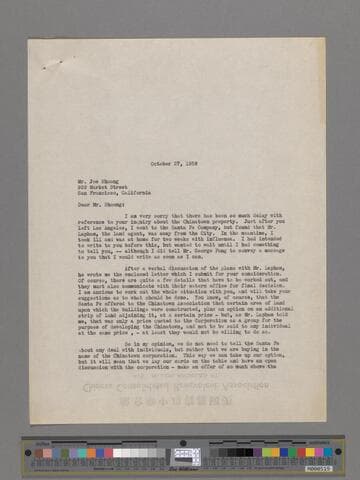 October 27, 1938
Mr. Joe Shoong
929 Market Street
San Francisco, California
Dear Mr. Shoong:
I am very sorry that there has been so much delay with
reference to your inquiry about the Chinatown property. Just after you
left Los Angeles, I went to the Santa Fe Company, but found that Mr.
Lapham, the land agent, was away from the City. In the meantime, I
took ill and was at home for two weeks with influenza. I had intended
to write to you before this, but wanted to wait until I had something
to tell you, -- although I did tell Mr. George Fong to convey a message
to you that I would write as soon as I can.
After a verbal discussion of the plans with Mr. Lapham,
he wrote me the enclosed letter which I submit for your consideration.
Of course, there are quite a few details that have to be worked out, and
they must also communicate with their eastern office for final decision.
I am anxious to work out the whole situation with you, and will take your
suggestions as to what should be done. You know, of course, that the
Santa Fe offered to the Chinatown association that certain area of land
upon which the buildings were constructed, plus an option on an additional
strip of land adjoining it, at a certain price - but, as Mr. Lapham told
me, that was only a price quoted to the Corporation as a group for the
purpose of developing the Chinatown, and not to be sold to any individual
at the same price, - at least they would not be willing to do so.
So in my opinion, we do not need to tell the Santa Fe
about any deal with individuals, but rather that we are buying in the
name of the Chinatown corporation. This way we can take up our option,
but it will mean that we lay our cards on the table and have an open
discussion with the corporation - make an offer of so much where the
Chinese Consolidated Benevolent Association